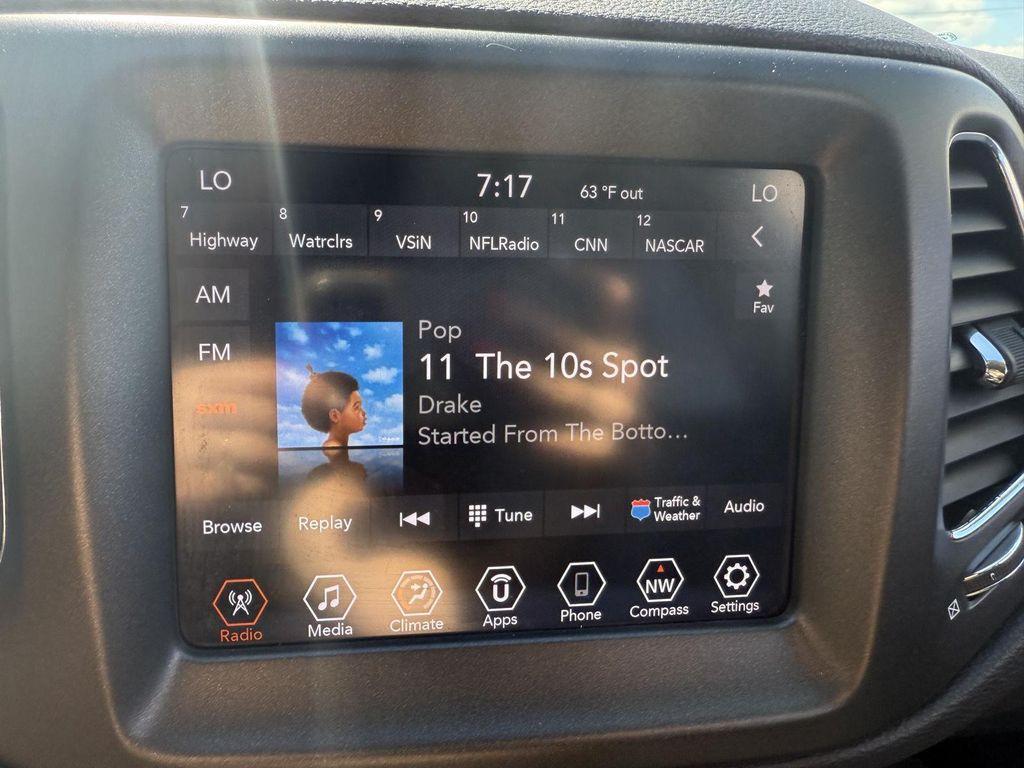 LO 7:17 63 °F out LO
7 Highway 8 Watrclrs 9 VSiN 10 NFLRadio 11 CNN 12 NASCAR
AM
Fav
FM
sxm
Pop
11 The 10s Spot
Drake
Started From The Botto...
Browse Replay Tune Traffic & Weather Audio
Radio Media Climate Apps Phone NW Compass Settings